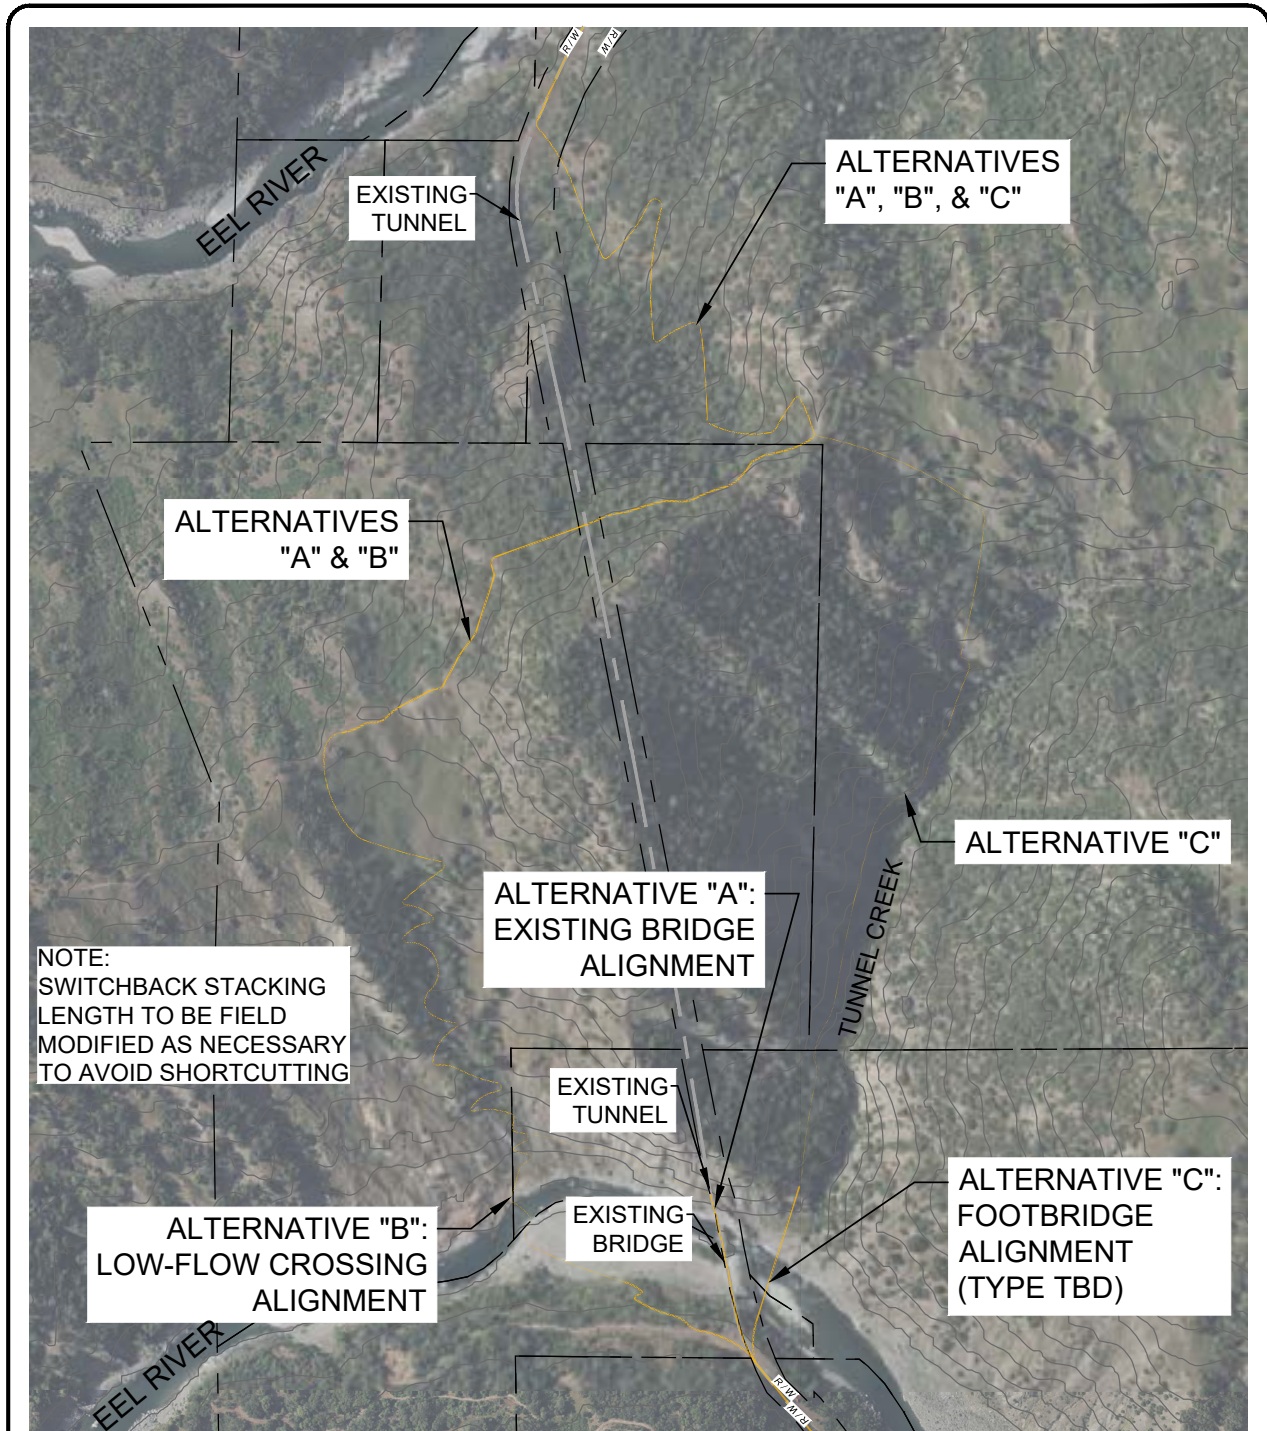 R/W
R/W
ALTERNATIVES
"A", "B", & "C"
EEL RIVER
EXISTING
TUNNEL
ALTERNATIVES
"A" & "B"
ALTERNATIVE "C"
ALTERNATIVE "A":
EXISTING BRIDGE
ALIGNMENT
TUNNEL CREEK
NOTE:
SWITCHBACK STACKING
LENGTH TO BE FIELD
MODIFIED AS NECESSARY
TO AVOID SHORTCUTTING
EXISTING
TUNNEL
ALTERNATIVE "C":
FOOTBRIDGE
ALIGNMENT
(TYPE TBD)
EXISTING
BRIDGE
ALTERNATIVE "B":
LOW-FLOW CROSSING
ALIGNMENT
EEL RIVER
R/W
R/W